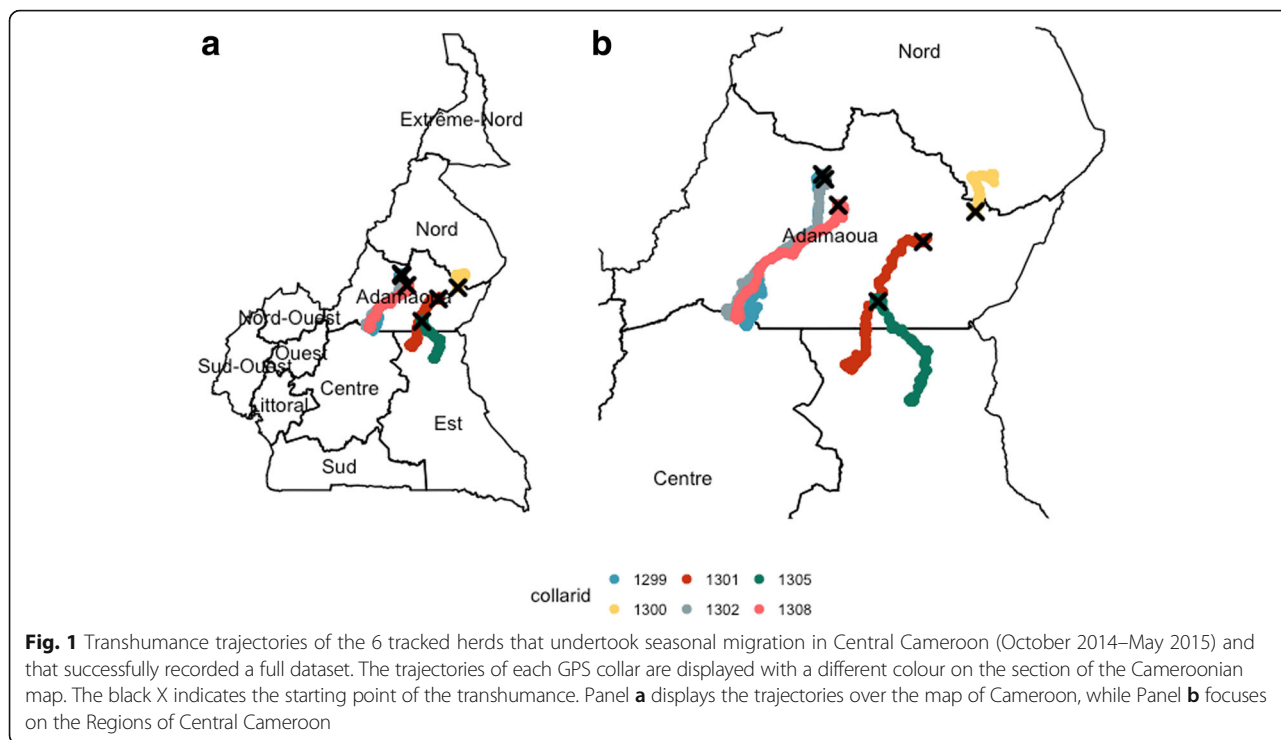 a
Extrême-Nord
Nord
Adamaoua
Nord-Ouest
Ouest
Sud-Ouest
Littoral
Centre
Est
Sud
b
Nord
Adamaoua
Centre
collarid
1299 1301 1305
1300 1302 1308
Fig. 1 Transhumance trajectories of the 6 tracked herds that undertook seasonal migration in Central Cameroon (October 2014–May 2015) and
that successfully recorded a full dataset. The trajectories of each GPS collar are displayed with a different colour on the section of the Cameroonian
map. The black X indicates the starting point of the transhumance. Panel a displays the trajectories over the map of Cameroon, while Panel b focuses
on the Regions of Central Cameroon